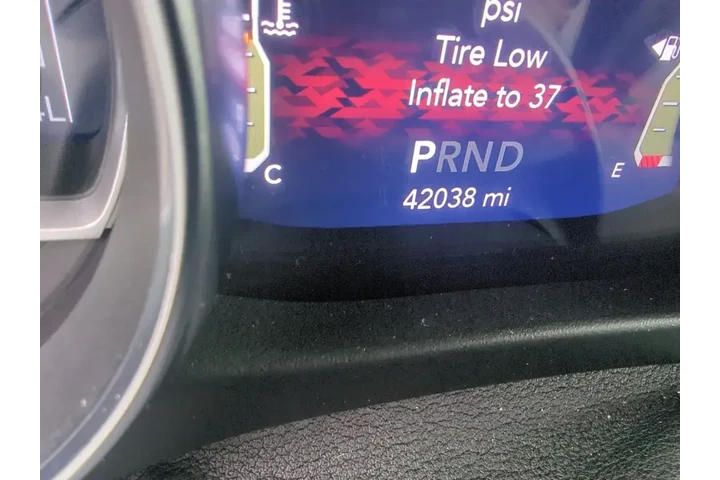 psi
Tire Low
Inflate to 37
PRND
C
E
42038 mi